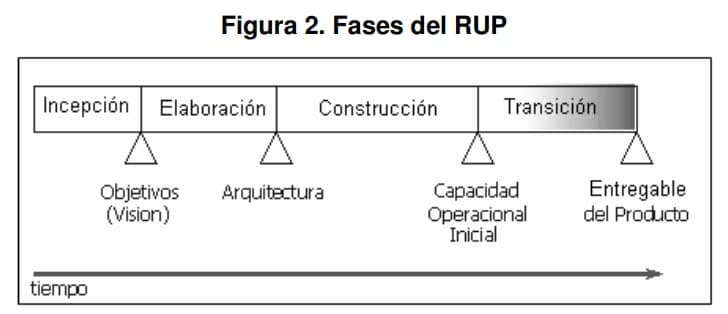 Figura 2. Fases del RUP
Incepción
Elaboración
Construcción
Transición
Objetivos
(Vision)
Arquitectura
Capacidad
Operacional
Inicial
Entregable
del Producto
tiempo